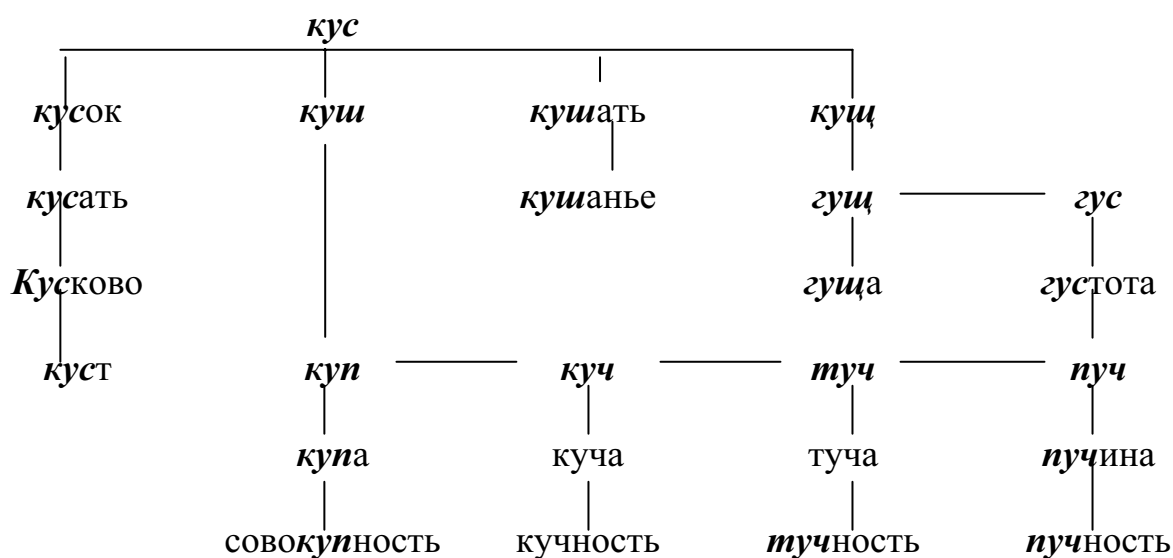 кус
кусок куш кушать кущ
кусать кушанье гущ гус
Кусково гуща густота
куст куп куч туч пуч
купа куча туча пучина
совокупность кучность тучность пучность